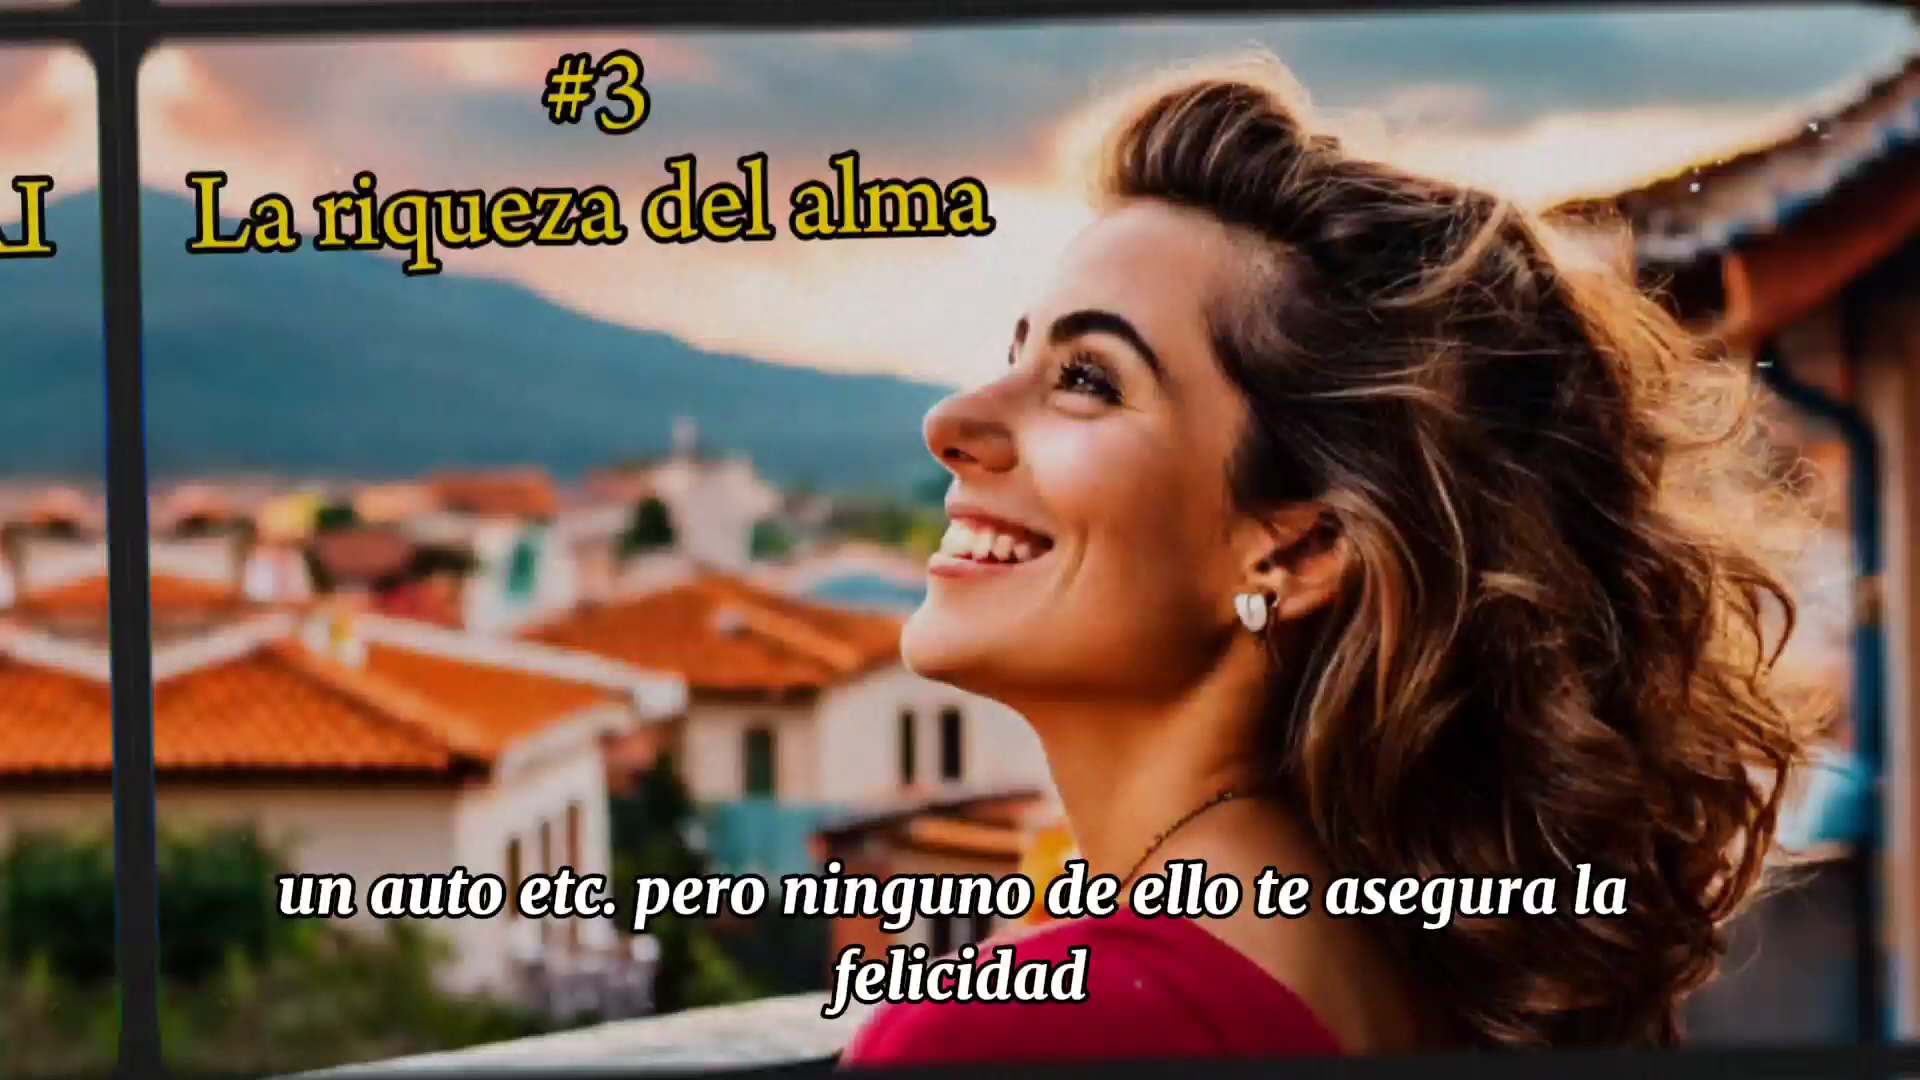 #3
La riqueza del alma
un auto etc. pero ninguno de ello te asegura la
felicidad